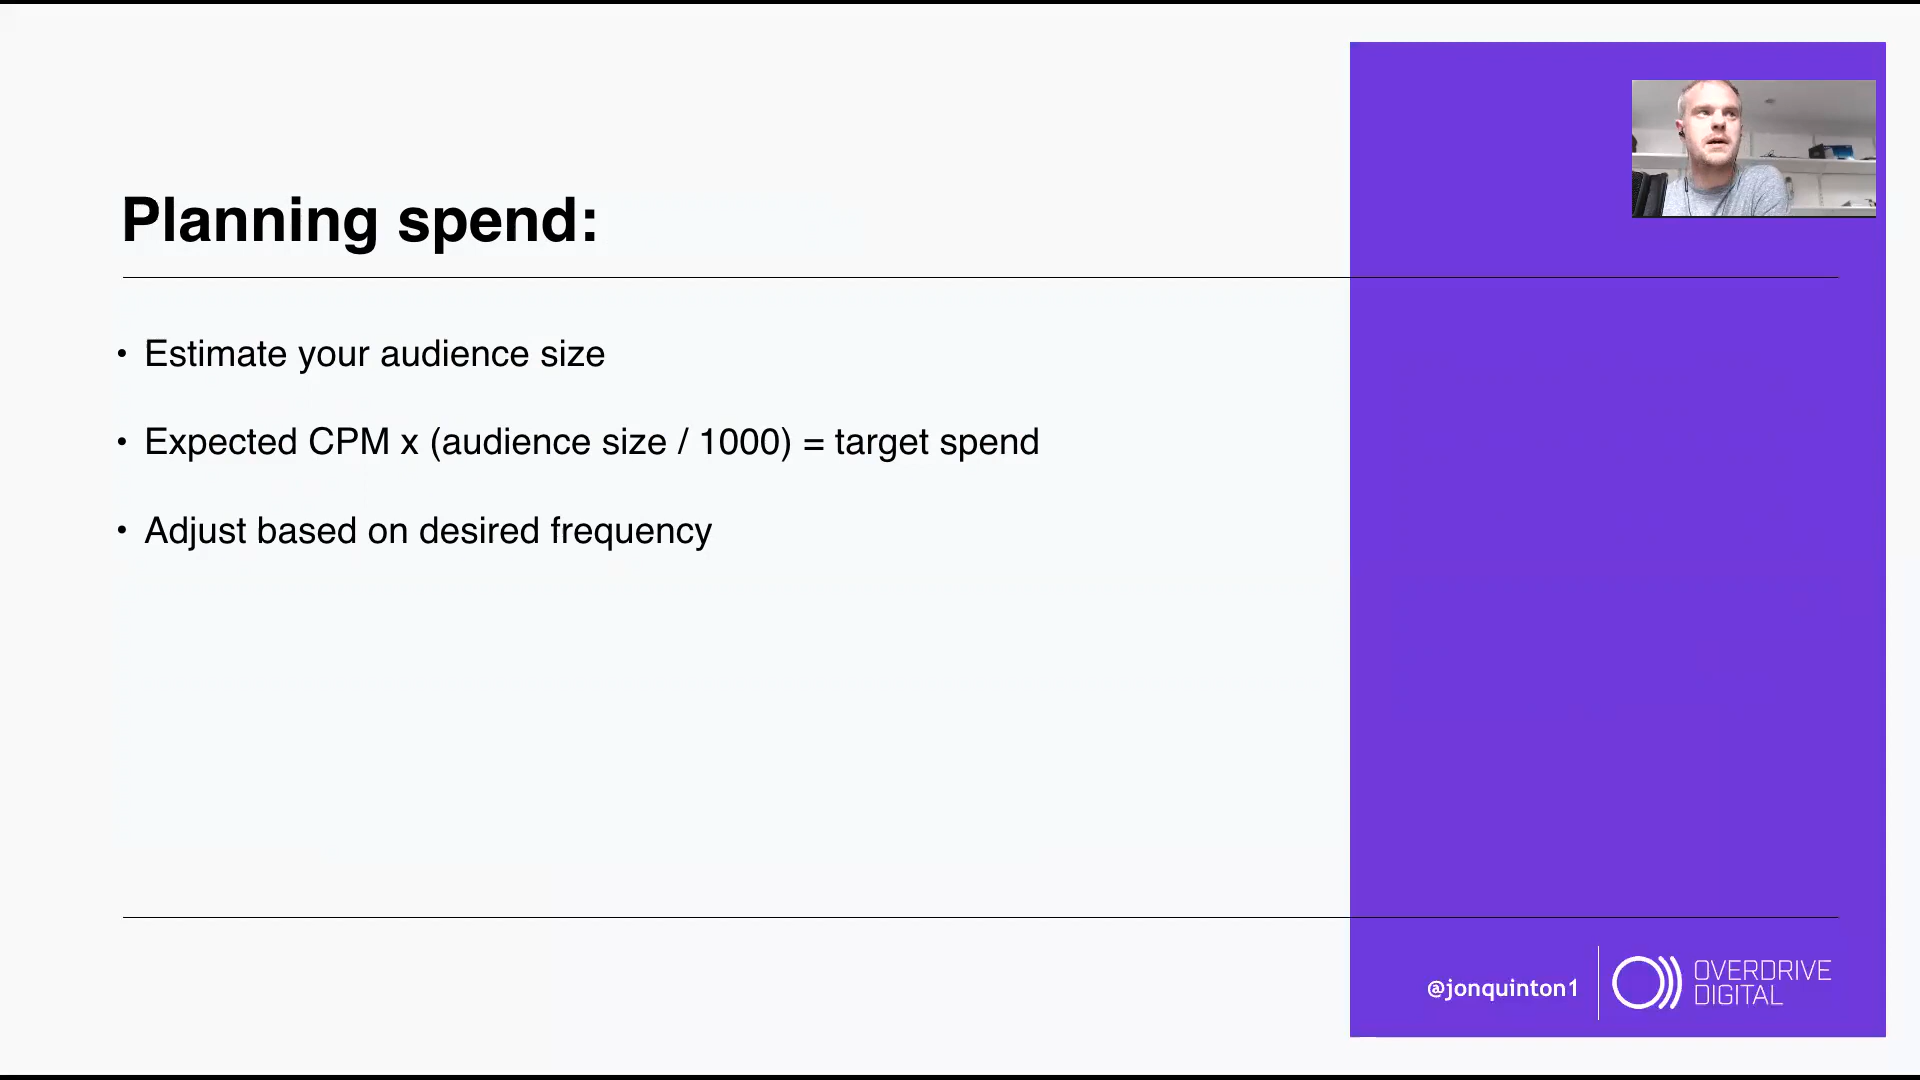 Planning spend:
• Estimate your audience size
• Expected CPM x (audience size / 1000) = target spend
• Adjust based on desired frequency
@jonquinton1
OVERDRIVE
DIGITAL